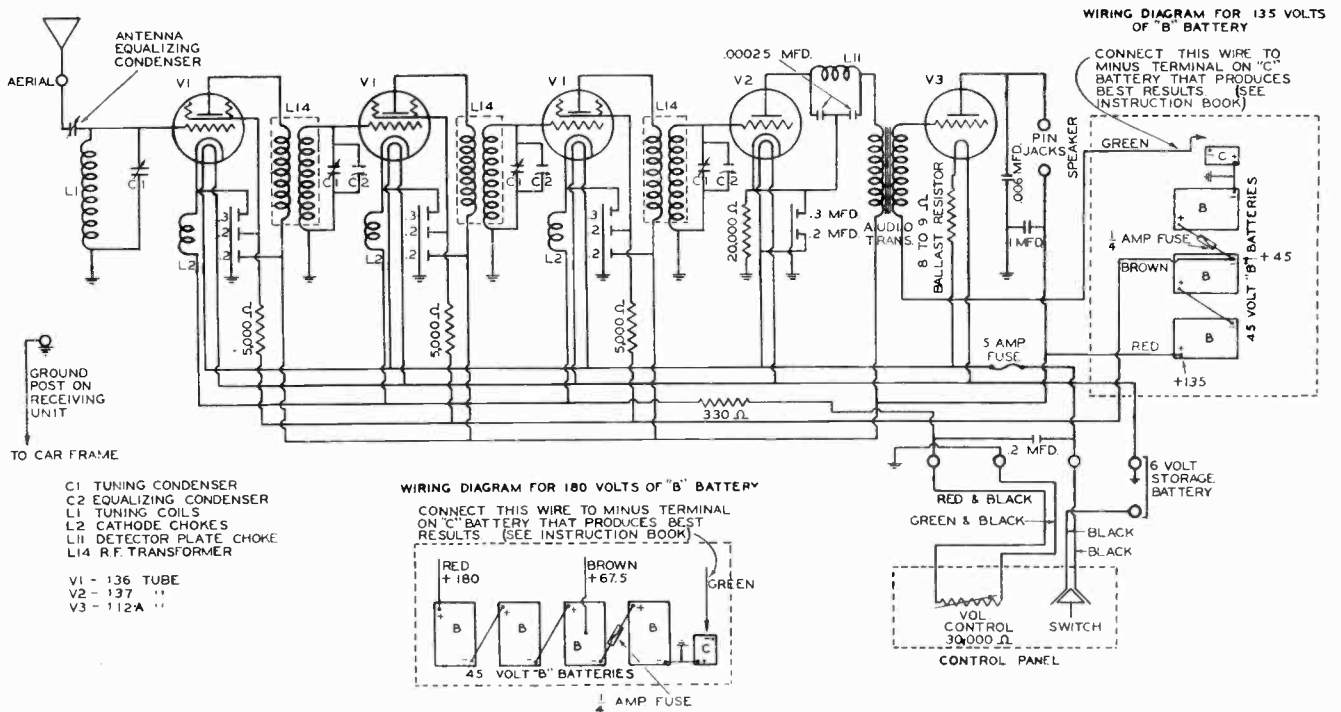 WIRING DIAGRAM FOR 135 VOLTS
OF "B" BATTERY
CONNECT THIS WIRE TO
MINUS TERMINAL ON "C"
BATTERY THAT PRODUCES
BEST RESULTS. (SEE
INSTRUCTION BOOK)
ANTENNA
EQUALIZING
CONDENSER
AERIAL
V1
V1
V1
V2
V3
.00025 MFD.
L11
L14
L14
L14
L1
C1
C1
C2
C1
C2
C1
C2
L2
L2
L2
.3
.2
.2
.3
.2
.2
.3
.2
.2
5,000 Ω
5,000 Ω
5,000 Ω
20,000 Ω
.3 MFD.
.2 MFD.
AUDIO
TRANS.
8 TO 9 Ω
BALLAST RESISTOR
.006 MFD.
.1 MFD.
PIN
JACKS
SPEAKER
GREEN
C
B
1/4 AMP FUSE
+45
BROWN
B
45 VOLT "B" BATTERIES
B
RED
+135
5 AMP
FUSE
330 Ω
.2 MFD.
6 VOLT
STORAGE
BATTERY
RED & BLACK
GREEN & BLACK
BLACK
BLACK
VOL
CONTROL
30,000 Ω
SWITCH
CONTROL PANEL
GROUND
POST ON
RECEIVING
UNIT
TO CAR FRAME
C1 TUNING CONDENSER
C2 EQUALIZING CONDENSER
L1 TUNING COILS
L2 CATHODE CHOKES
L11 DETECTOR PLATE CHOKE
L14 R.F. TRANSFORMER
V1 - 136 TUBE
V2 - 137 "
V3 - 112A "
WIRING DIAGRAM FOR 180 VOLTS OF "B" BATTERY
CONNECT THIS WIRE TO MINUS TERMINAL
ON "C" BATTERY THAT PRODUCES BEST
RESULTS. (SEE INSTRUCTION BOOK)
RED
+180
BROWN
+67.5
GREEN
B
B
B
B
C
45 VOLT "B" BATTERIES
1/4 AMP FUSE